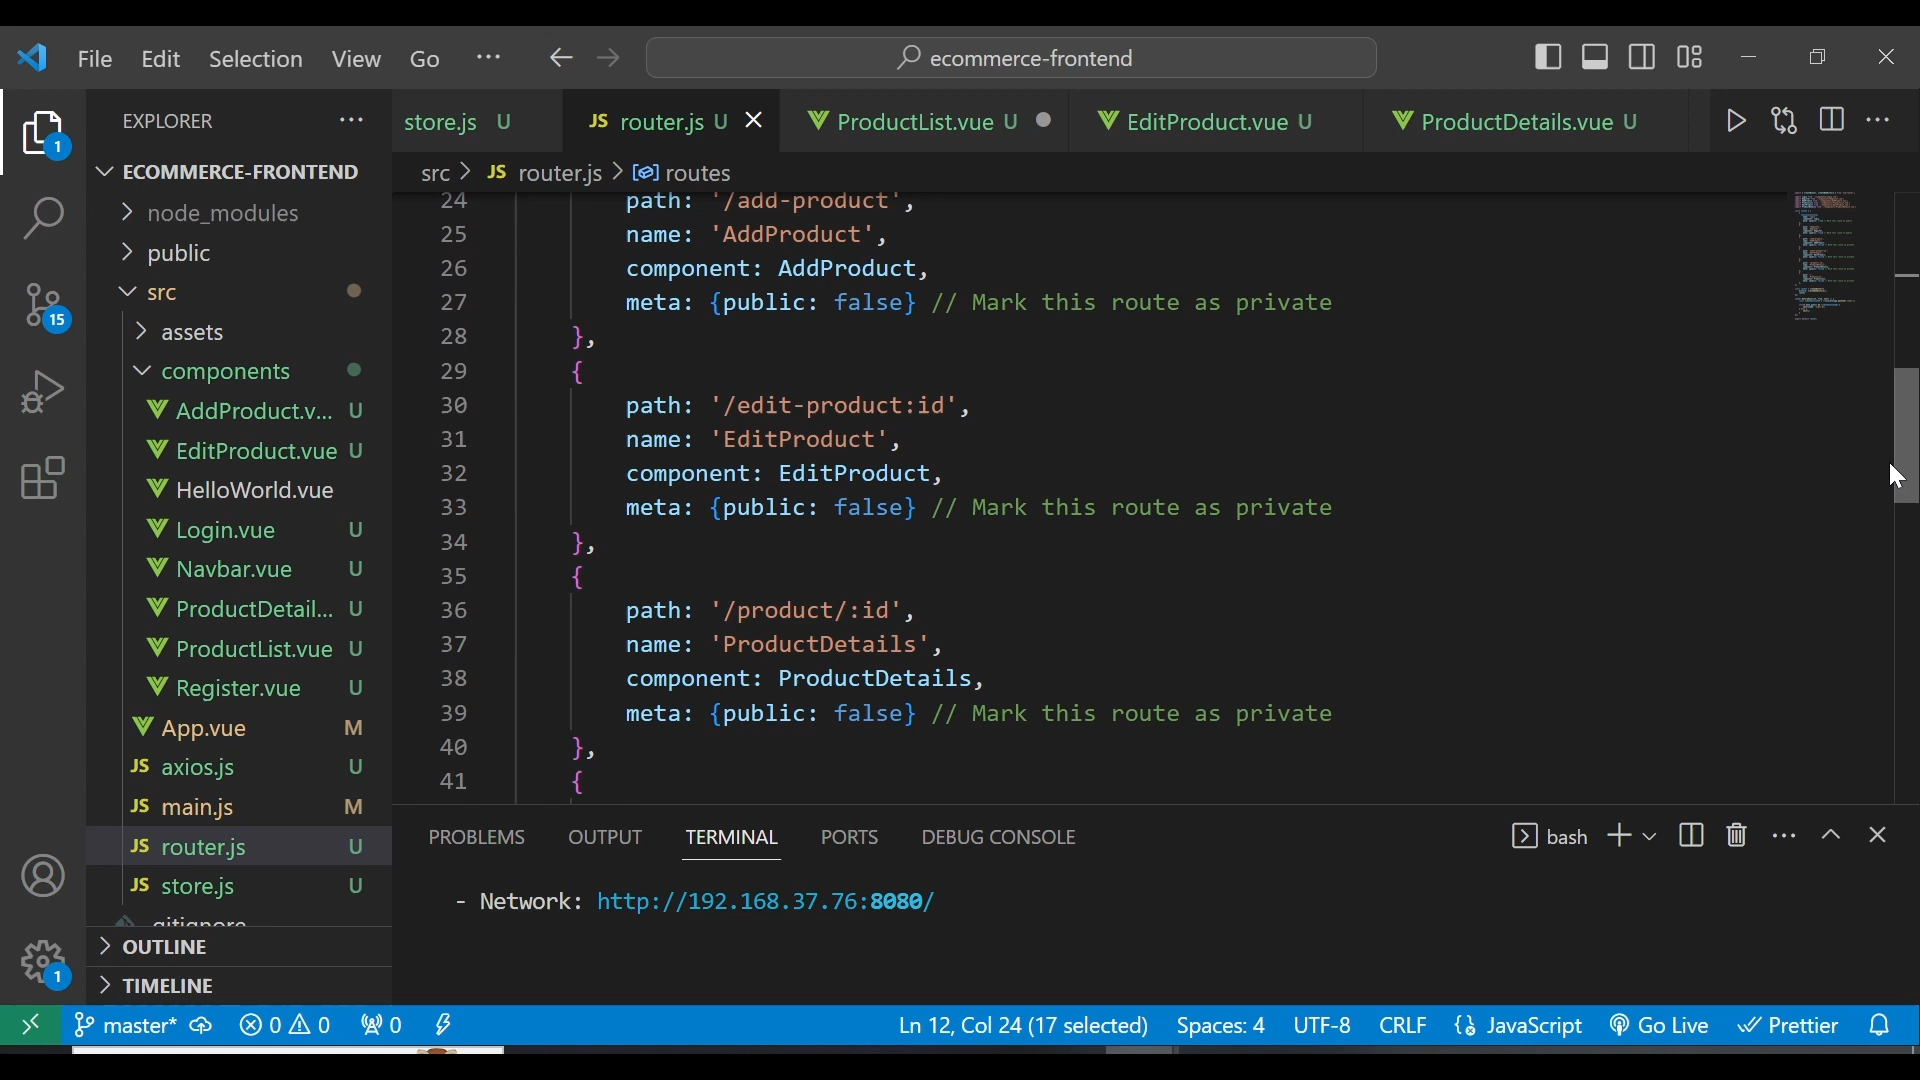 File Edit Selection View Go ··· ecommerce-frontend
EXPLORER ···
store.js U
JS router.js U
ProductList.vue U
EditProduct.vue U
ProductDetails.vue U
src > JS router.js > routes
ECOMMERCE-FRONTEND
node_modules
public
src
assets
components
AddProduct.v... U
EditProduct.vue U
HelloWorld.vue
Login.vue U
Navbar.vue U
ProductDetail... U
ProductList.vue U
Register.vue U
App.vue M
JS axios.js U
JS main.js M
JS router.js U
JS store.js U
.gitignore
OUTLINE
TIMELINE
1
15
1
24 path: '/add-product',
25 name: 'AddProduct',
26 component: AddProduct,
27 meta: {public: false} // Mark this route as private
28 },
29 {
30 path: '/edit-product:id',
31 name: 'EditProduct',
32 component: EditProduct,
33 meta: {public: false} // Mark this route as private
34 },
35 {
36 path: '/product/:id',
37 name: 'ProductDetails',
38 component: ProductDetails,
39 meta: {public: false} // Mark this route as private
40 },
41 {
PROBLEMS OUTPUT TERMINAL PORTS DEBUG CONSOLE bash
- Network: http://192.168.37.76:8080/
master* 0 0 0 Ln 12, Col 24 (17 selected) Spaces: 4 UTF-8 CRLF JavaScript Go Live Prettier